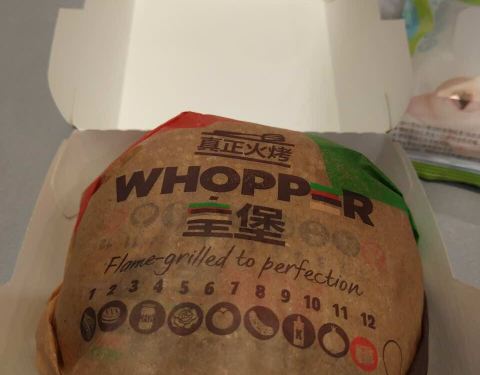 真正火烤
WHOPPER
皇堡
Flame-grilled to perfection
1 2 3 4 5 6 7 8 9 10 11 12
MAYO